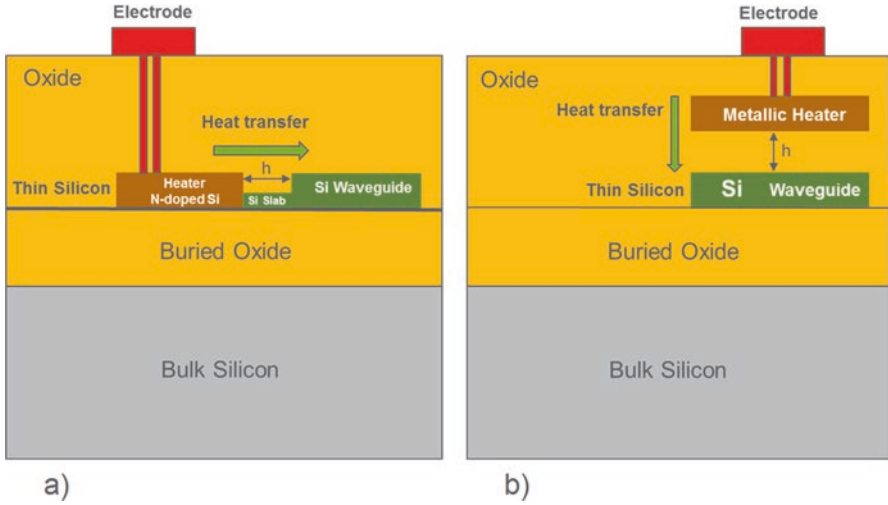 Electrode
Oxide
Heat transfer
h
Thin Silicon
Heater
N-doped Si
Si Slab
Si Waveguide
Buried Oxide
Bulk Silicon
a)
Electrode
Oxide
Heat transfer
Metallic Heater
h
Thin Silicon
Si Waveguide
Buried Oxide
Bulk Silicon
b)